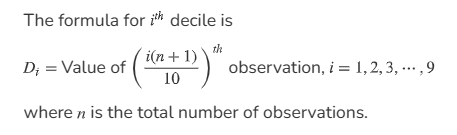 The formula for i^th decile is
D_i = Value of (i(n + 1)/10)^th observation, i = 1, 2, 3, ⋯ , 9
where n is the total number of observations.